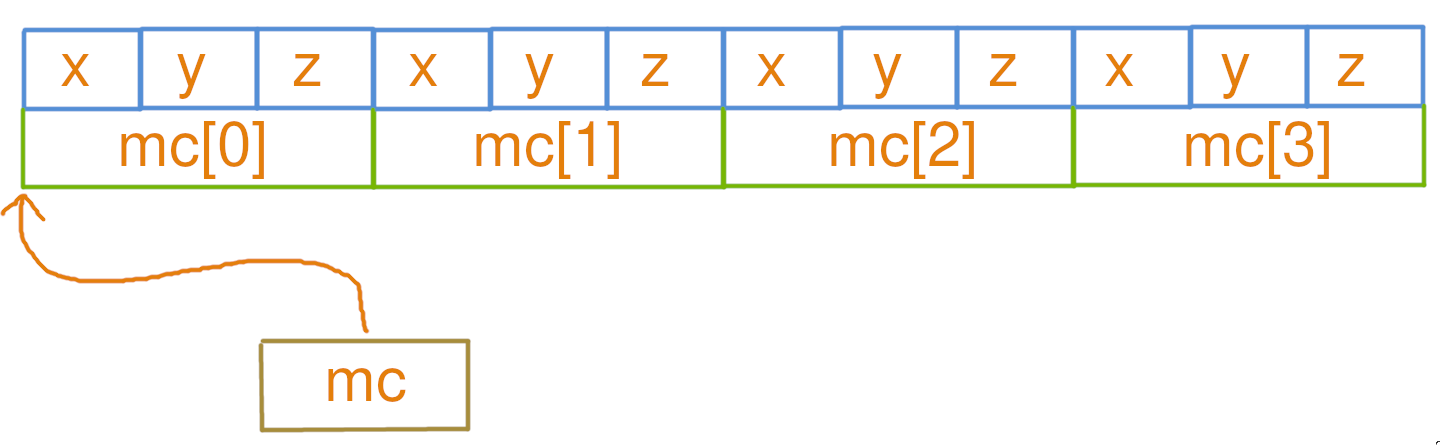 x y z x y z x y z x y z
mc[0] mc[1] mc[2] mc[3]
mc